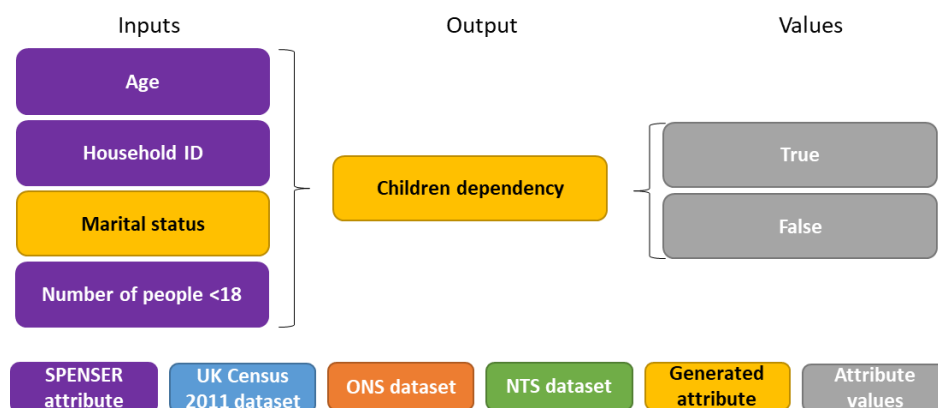 Inputs
Output
Values
Age
Household ID
Marital status
Number of people <18
Children dependency
True
False
SPENSER
attribute
UK Census
2011 dataset
ONS dataset
NTS dataset
Generated
attribute
Attribute
values